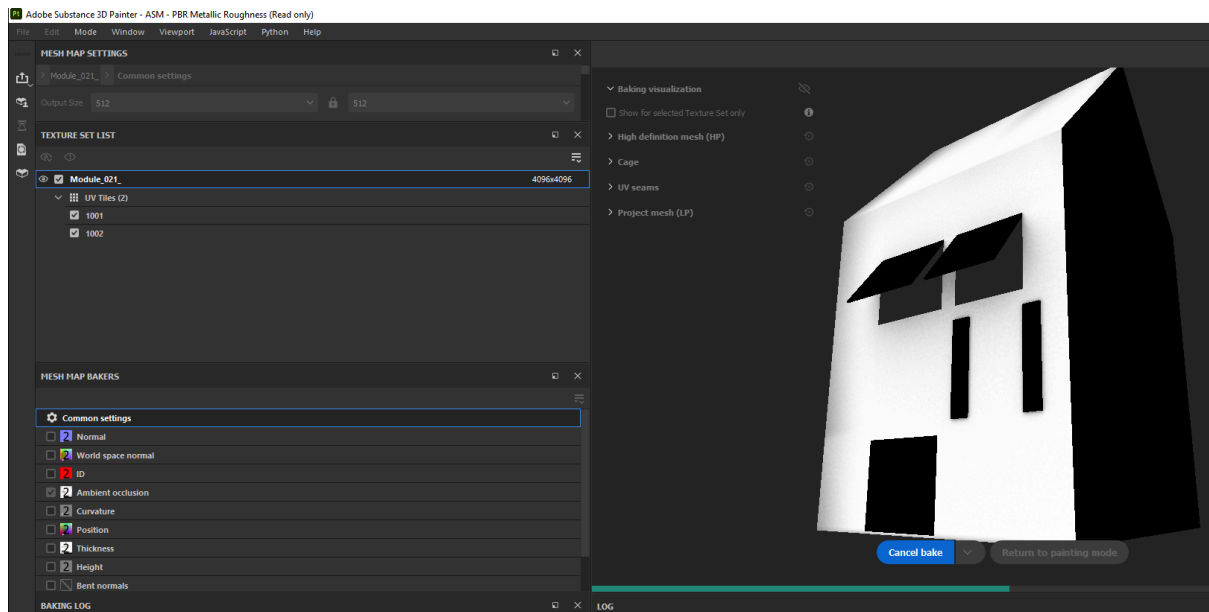 Adobe Substance 3D Painter - ASM - PBR Metallic Roughness (Read only)
File Edit Mode Window Viewport JavaScript Python Help
MESH MAP SETTINGS
Module_021_ > Common settings
Output Size 512 512
TEXTURE SET LIST
Module_021_ 4096x4096
UV Tiles (2)
1001
1002
MESH MAP BAKERS
Common settings
Normal
World space normal
ID
Ambient occlusion
Curvature
Position
Thickness
Height
Bent normals
BAKING LOG
Baking visualization
Show for selected Texture Set only
High definition mesh (HP)
Cage
UV seams
Project mesh (LP)
Cancel bake
Return to painting mode
LOG